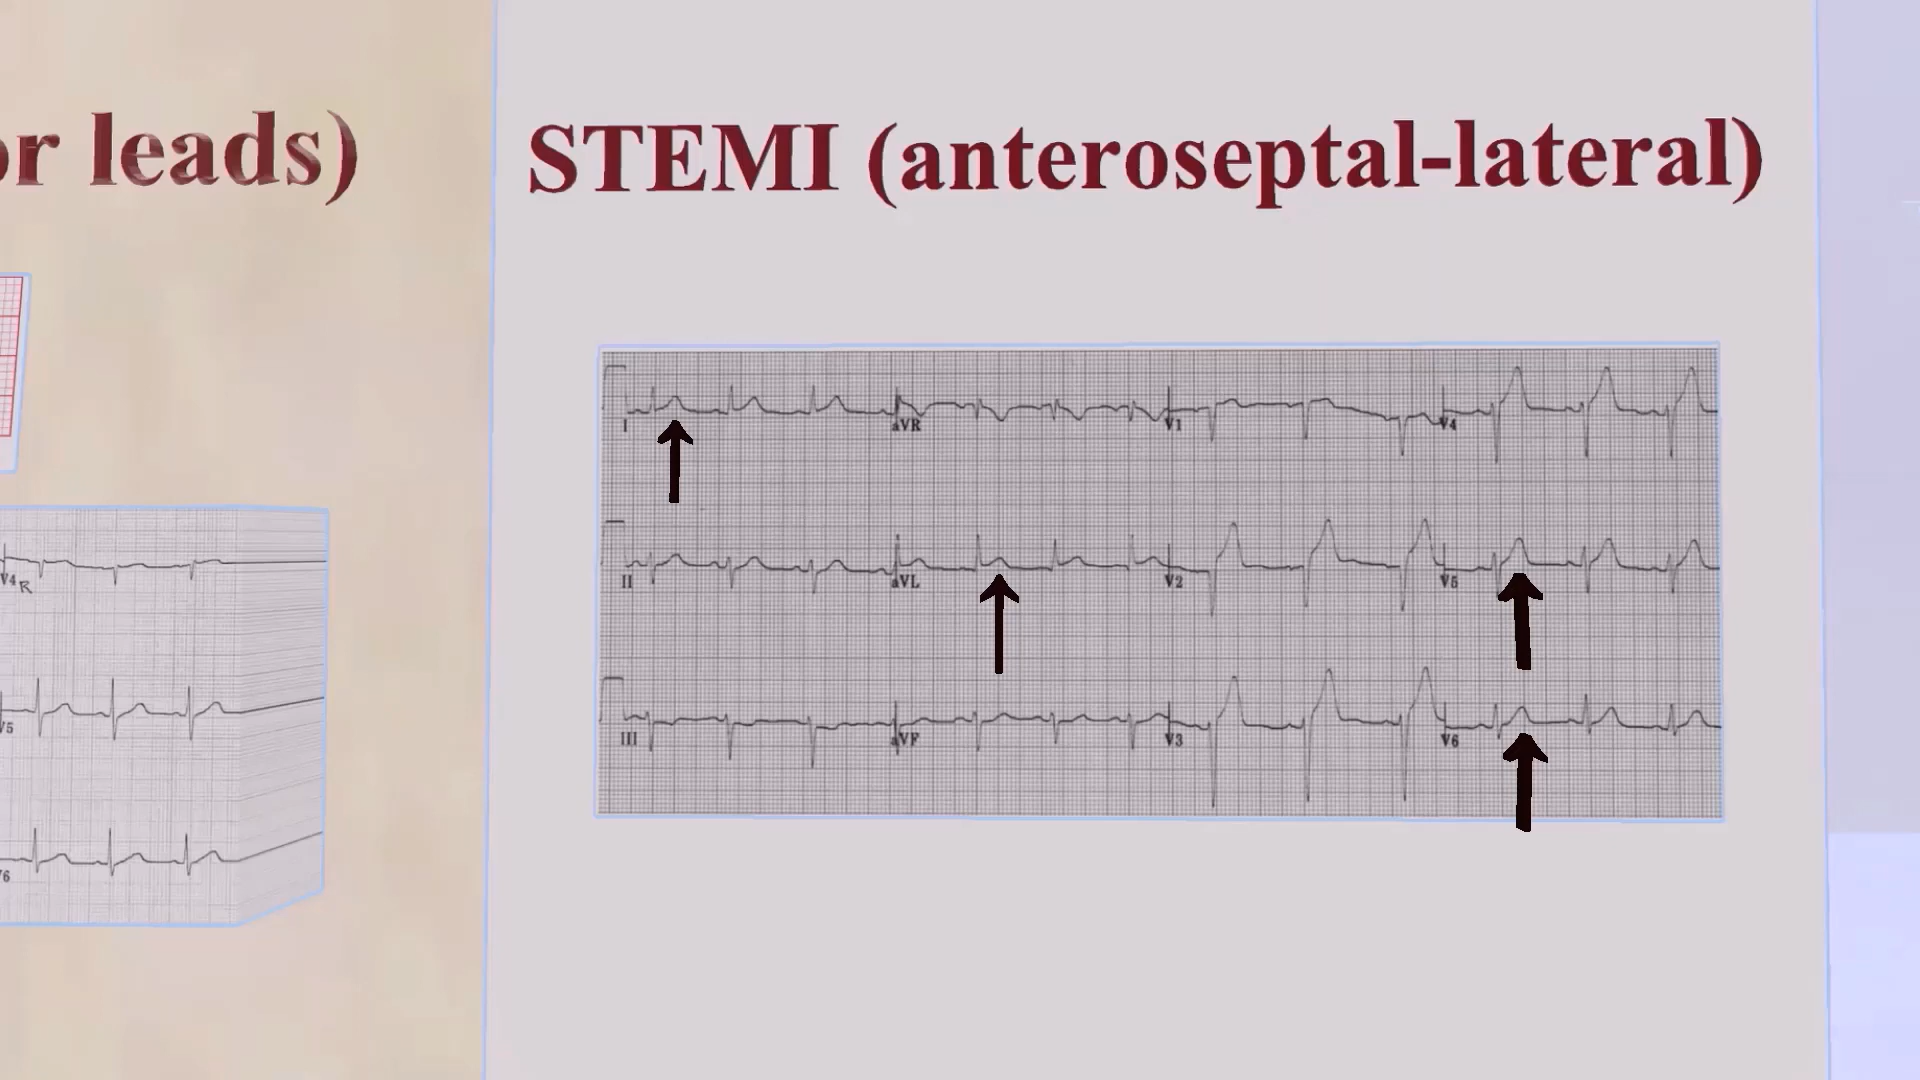 or leads)
STEMI (anteroseptal-lateral)
I aVR V1 V4
II aVL V2 V5
III aVF V3 V6
V4R
V5
V6